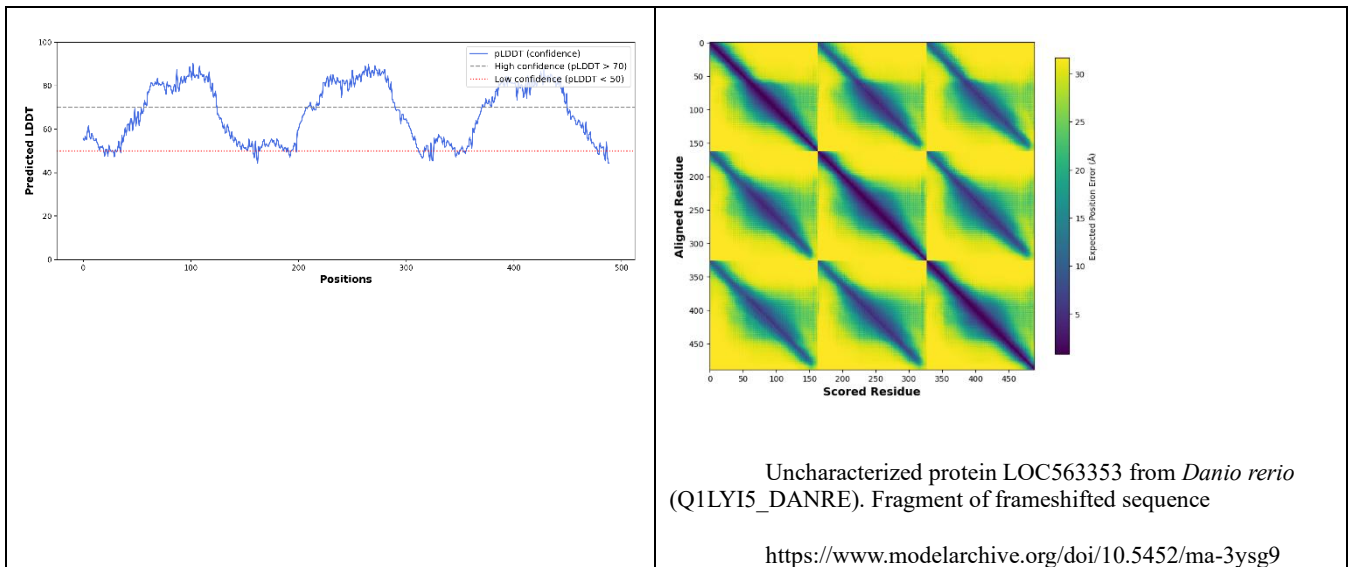 100
80
60
40
20
0
Predicted LDDT
pLDDT (confidence)
High confidence (pLDDT > 70)
Low confidence (pLDDT < 50)
0 100 200 300 400 500
Positions
0
50
100
150
200
250
300
350
400
450
Aligned Residue
0 50 100 150 200 250 300 350 400 450
Scored Residue
30
25
20
15
10
5
Expected Position Error (Å)
Uncharacterized protein LOC563353 from Danio rerio
(Q1LYI5_DANRE). Fragment of frameshifted sequence
https://www.modelarchive.org/doi/10.5452/ma-3ysg9